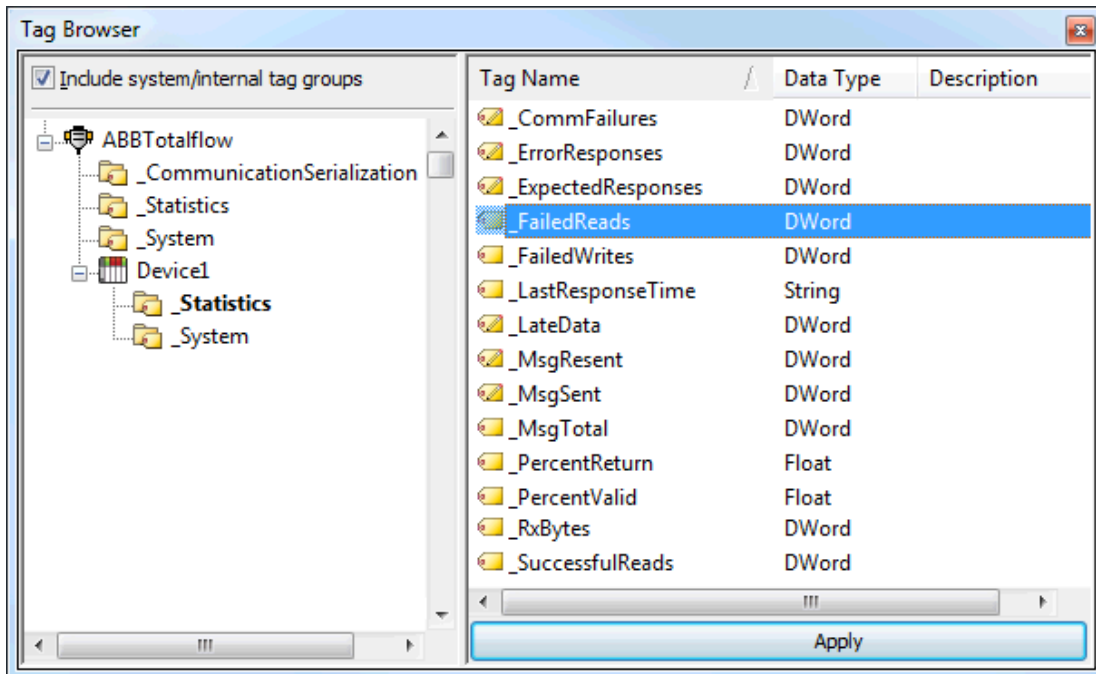 Tag Browser
Include system/internal tag groups
ABBTotalflow
_CommunicationSerialization
_Statistics
_System
Device1
_Statistics
_System
Tag Name Data Type Description
_CommFailures DWord
_ErrorResponses DWord
_ExpectedResponses DWord
_FailedReads DWord
_FailedWrites DWord
_LastResponseTime String
_LateData DWord
_MsgResent DWord
_MsgSent DWord
_MsgTotal DWord
_PercentReturn Float
_PercentValid Float
_RxBytes DWord
_SuccessfulReads DWord
Apply